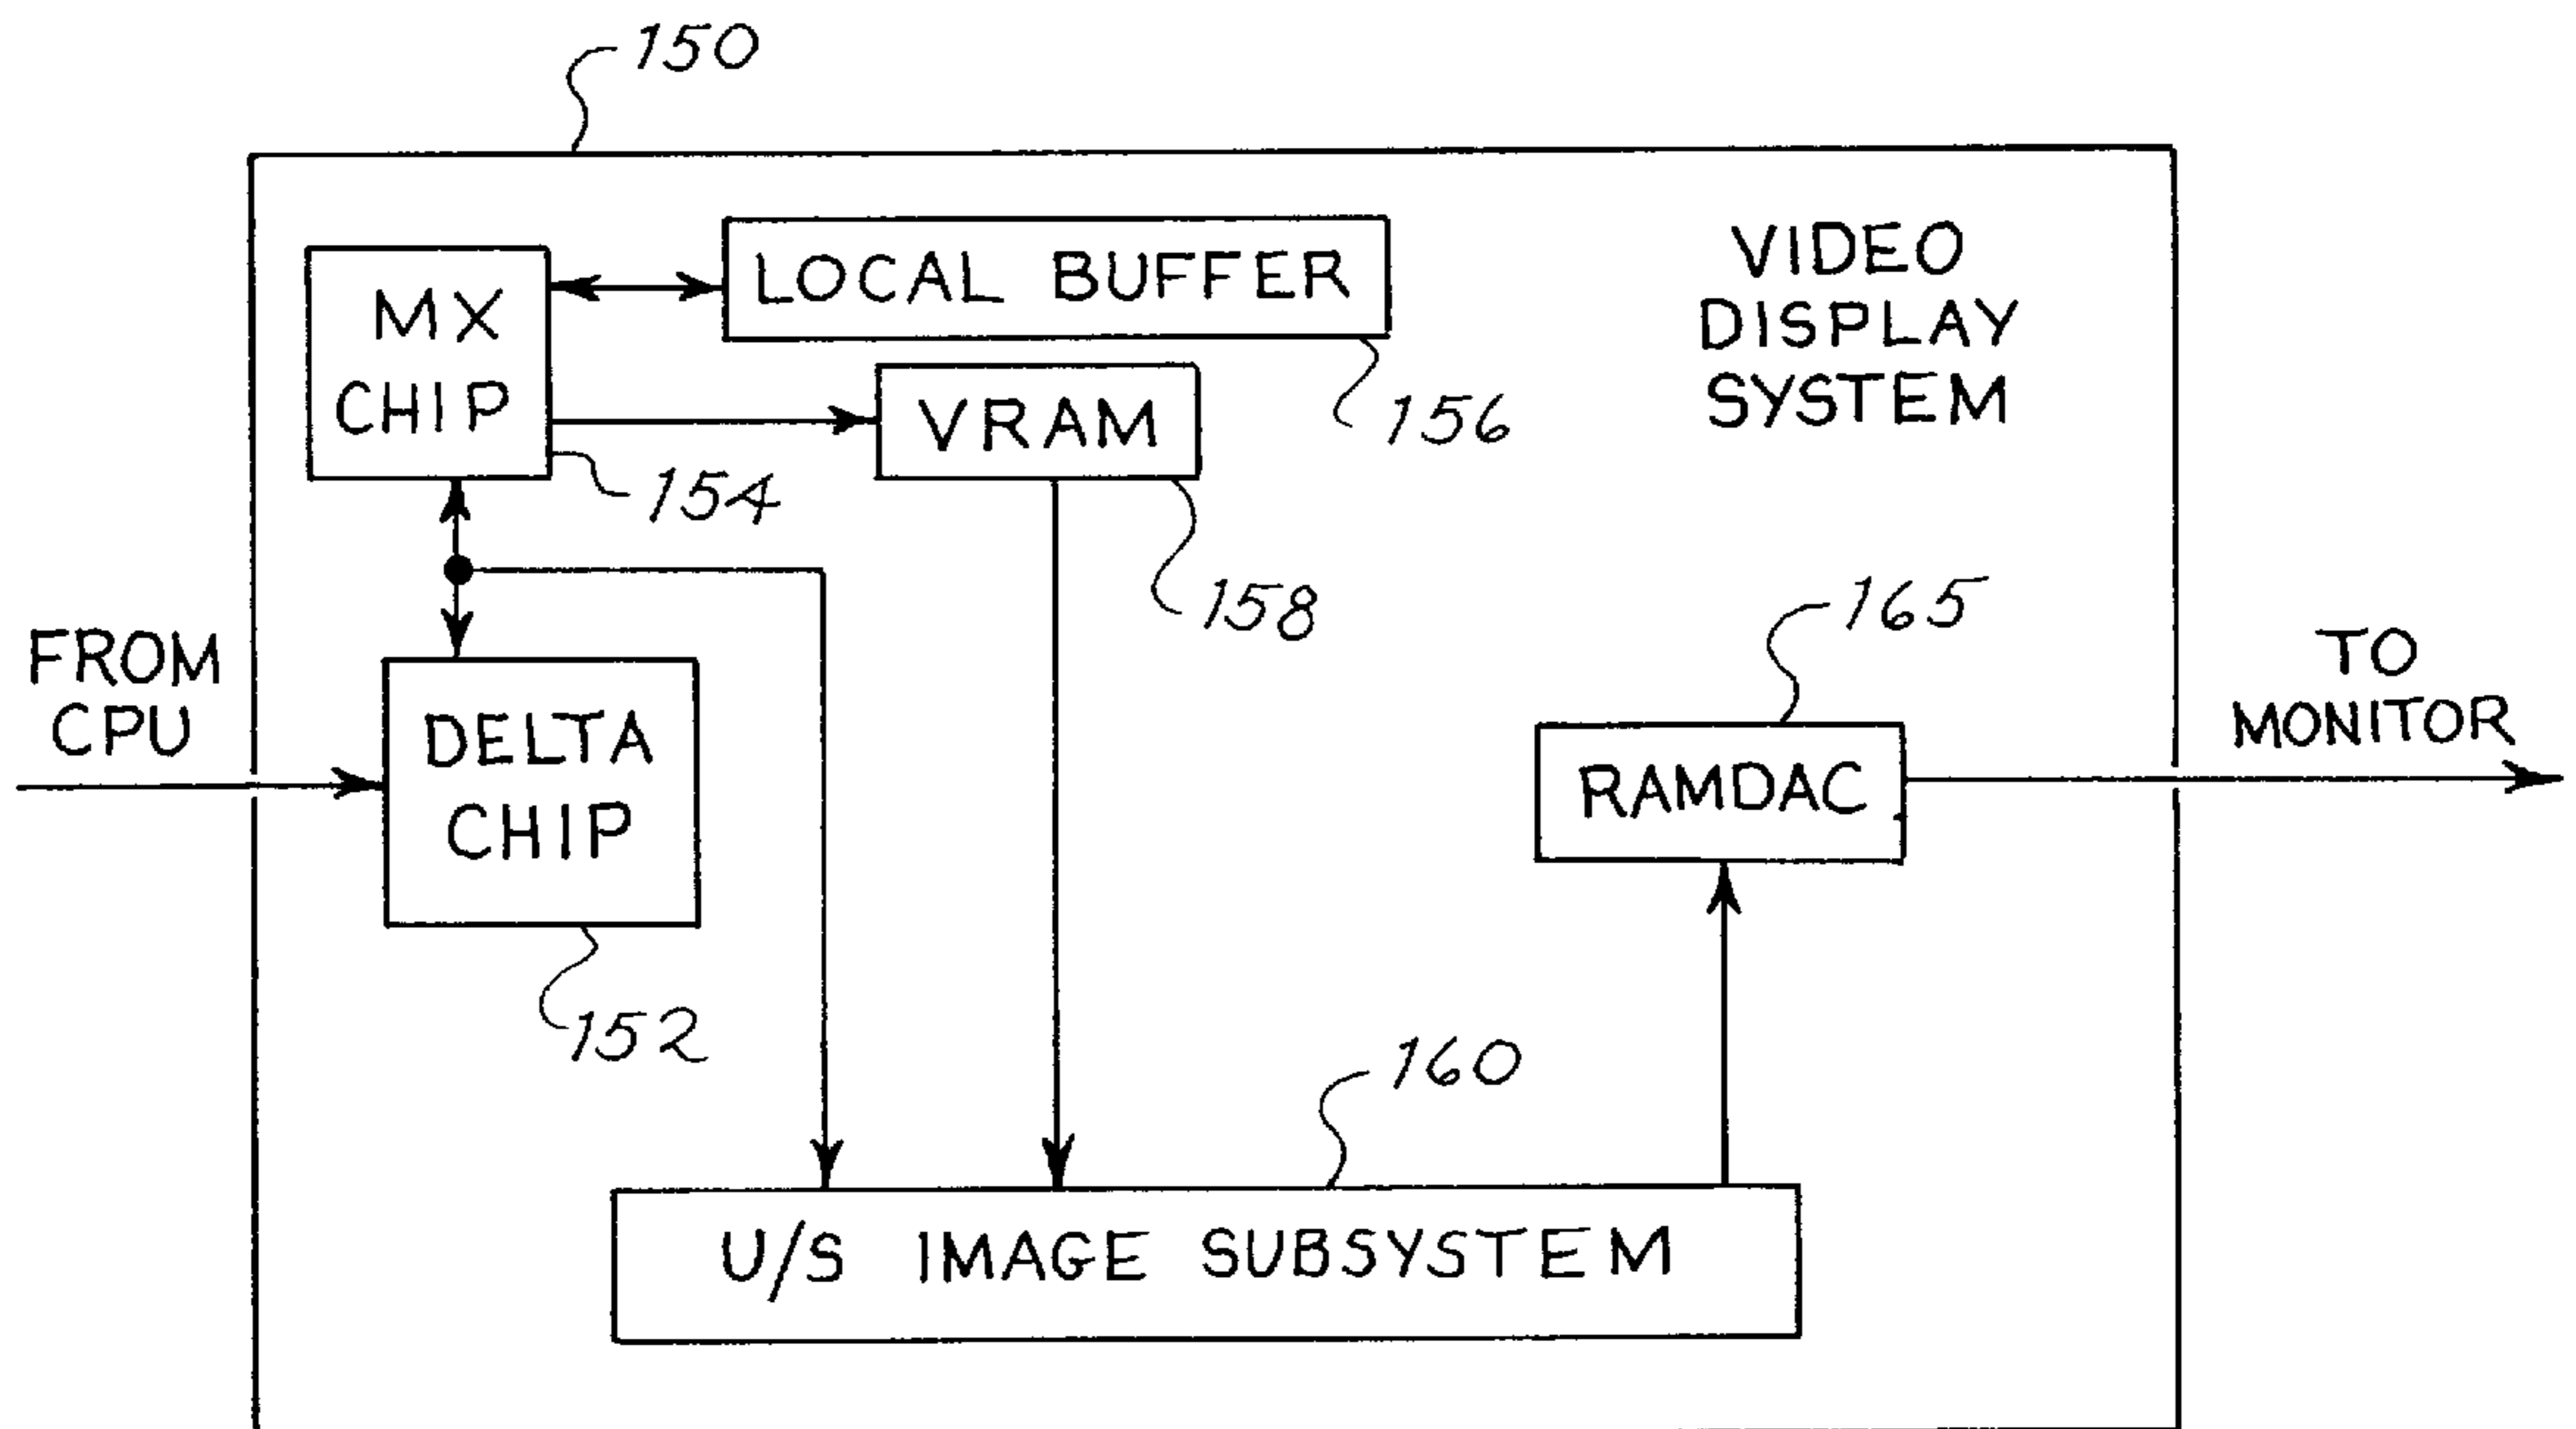 150
LOCAL BUFFER
VIDEO
DISPLAY
SYSTEM
MX
CHIP
VRAM
156
154
158
165
FROM
CPU
DELTA
CHIP
TO
MONITOR
RAMDAC
152
160
U/S IMAGE SUBSYSTEM